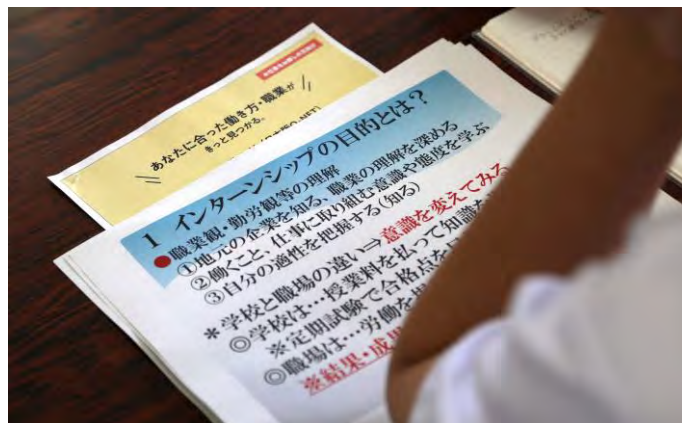 あなたに合った働き方・職業が
きっと見つかる。
1 インターンシップの目的とは？
●職業観・勤労観等の理解
①地元の企業を知る、職業の理解を深める
②働くこと、仕事に取り組む意識や態度を学ぶ
③自分の適性を把握する(知る)
＊学校と職場の違い⇒意識を変えてみる
◎学校は…授業料を払って知識を
※定期試験で合格点を
◎職場は…労働を
※結果・成果